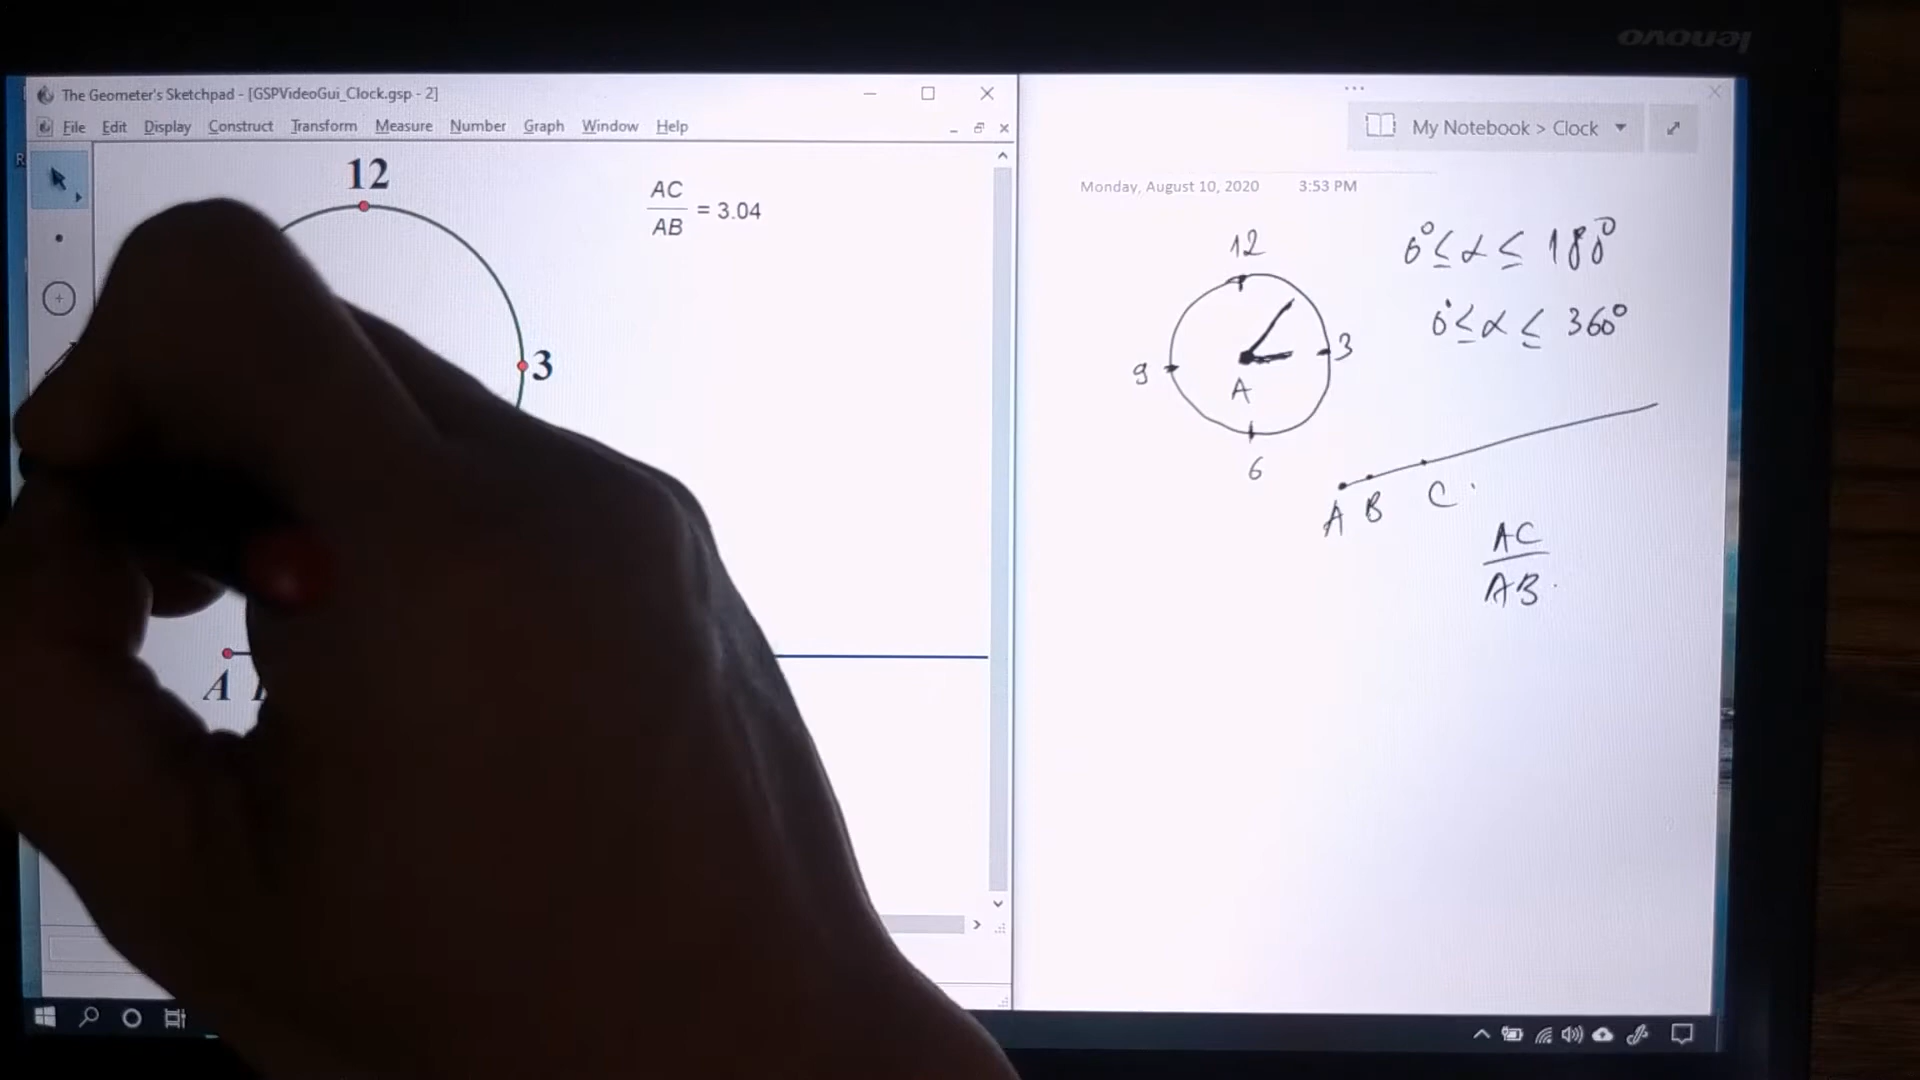 lenovo
The Geometer's Sketchpad - [GSPVideoGui_Clock.gsp - 2]
File Edit Display Construct Transform Measure Number Graph Window Help
12
3
AC
AB
= 3.04
A
My Notebook > Clock
Monday, August 10, 2020 3:53 PM
12
3
9
A
6
0° ≤ α ≤ 180°
0° ≤ α ≤ 360°
A B C
AC
AB